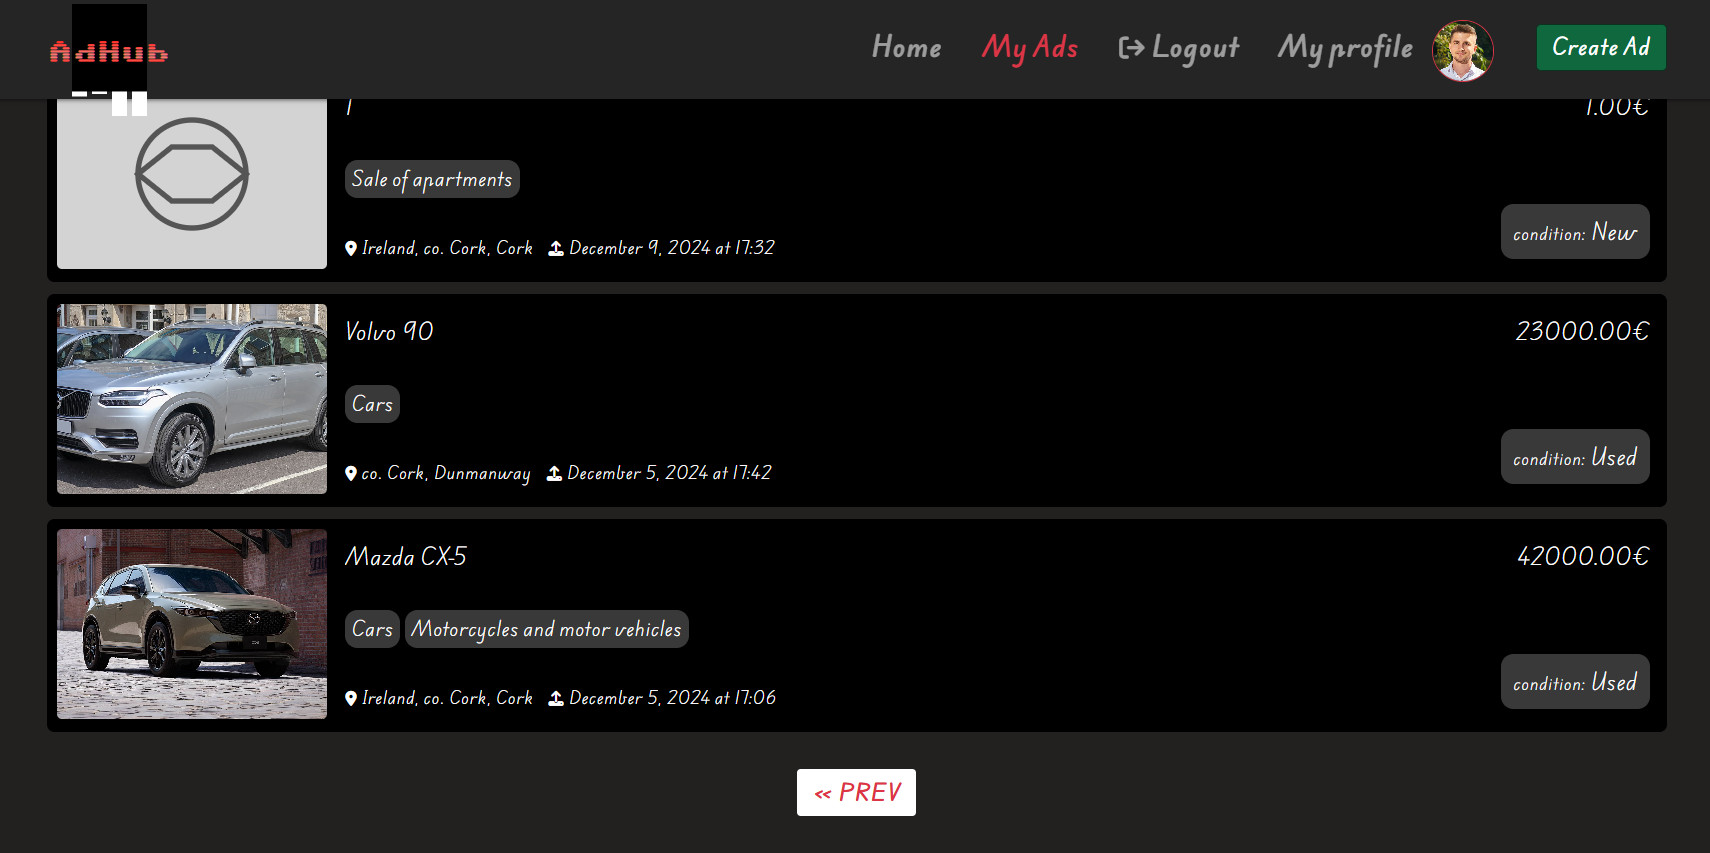 AdHub
Home My Ads Logout My profile Create Ad
1 1.00€
Sale of apartments
condition: New
Ireland, co. Cork, Cork December 9, 2024 at 17:32
Volvo 90 23000.00€
Cars
condition: Used
co. Cork, Dunmanway December 5, 2024 at 17:42
Mazda CX-5 42000.00€
Cars Motorcycles and motor vehicles
condition: Used
Ireland, co. Cork, Cork December 5, 2024 at 17:06
« PREV